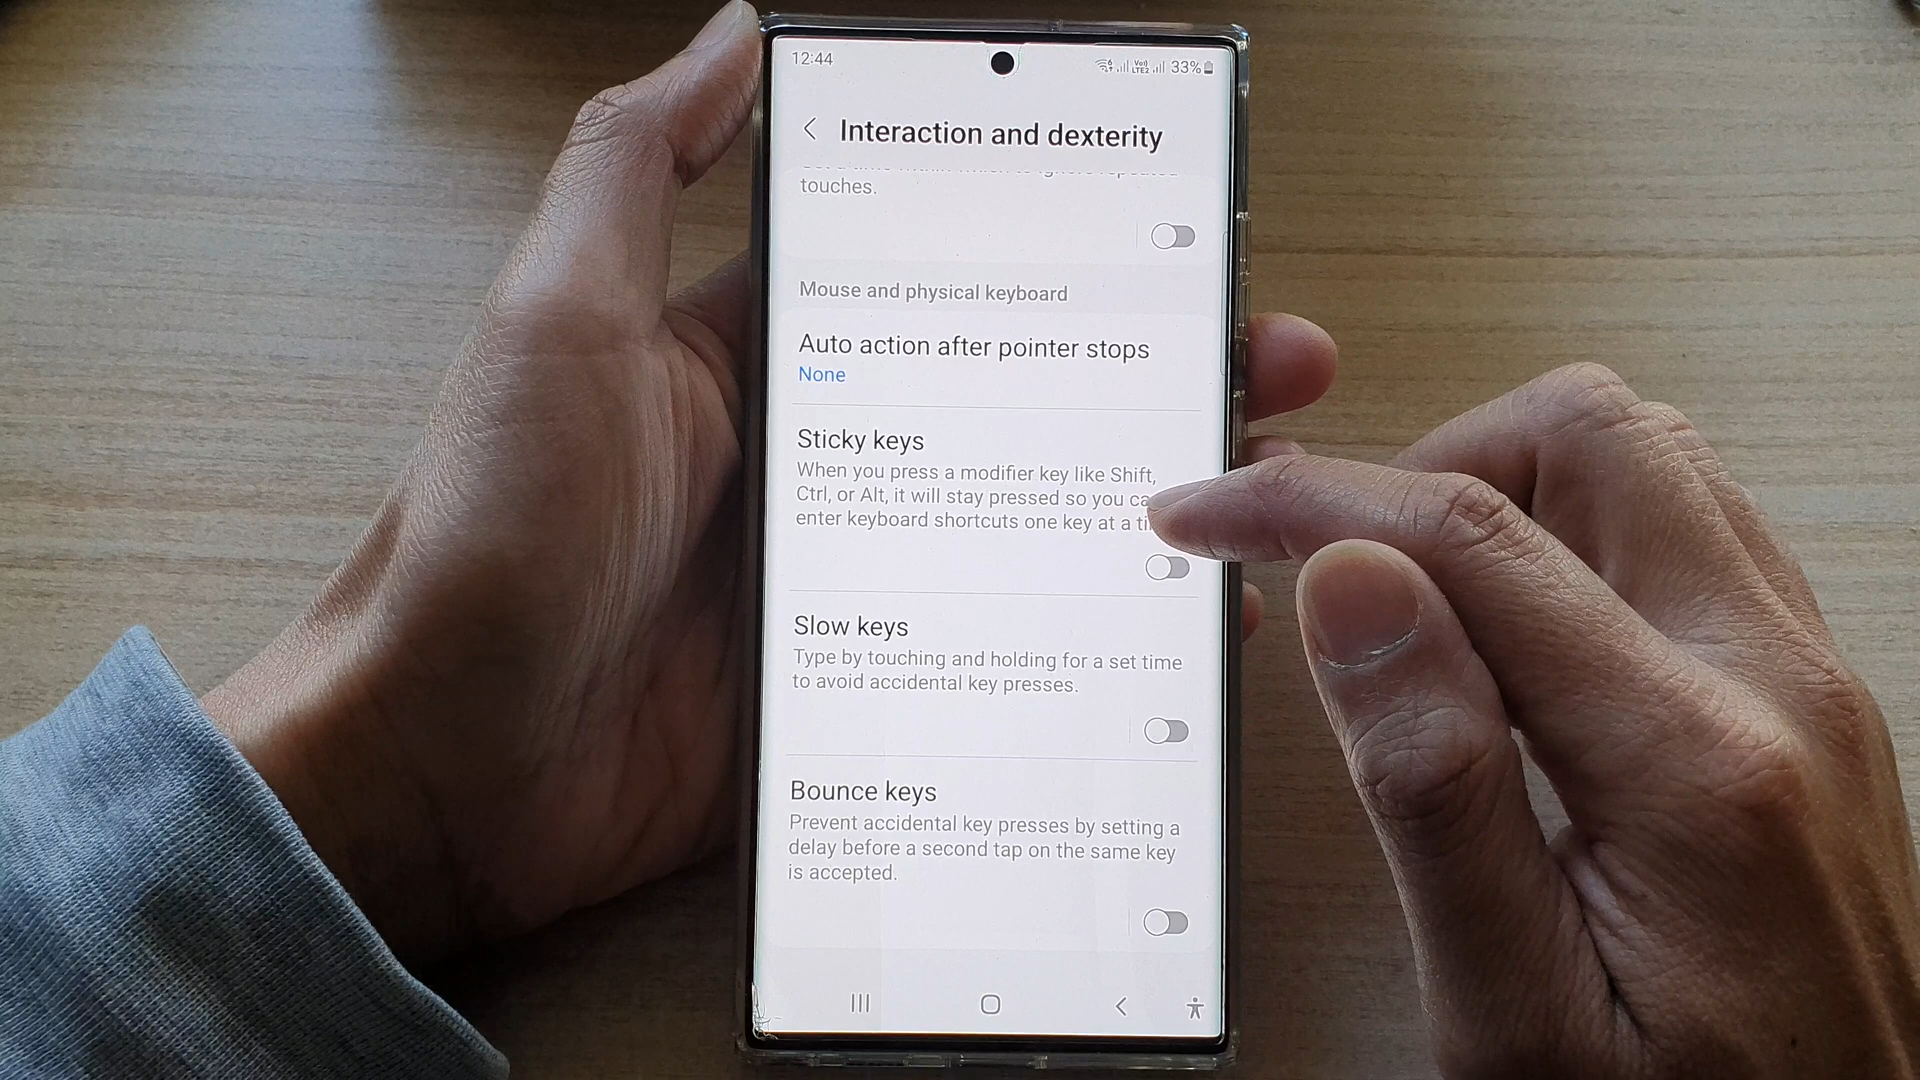 12:44
33%
Interaction and dexterity
touches.
Mouse and physical keyboard
Auto action after pointer stops
None
Sticky keys
When you press a modifier key like Shift,
Ctrl, or Alt, it will stay pressed so you
enter keyboard shortcuts one key at a
Slow keys
Type by touching and holding for a set time
to avoid accidental key presses.
Bounce keys
Prevent accidental key presses by setting a
delay before a second tap on the same key
is accepted.